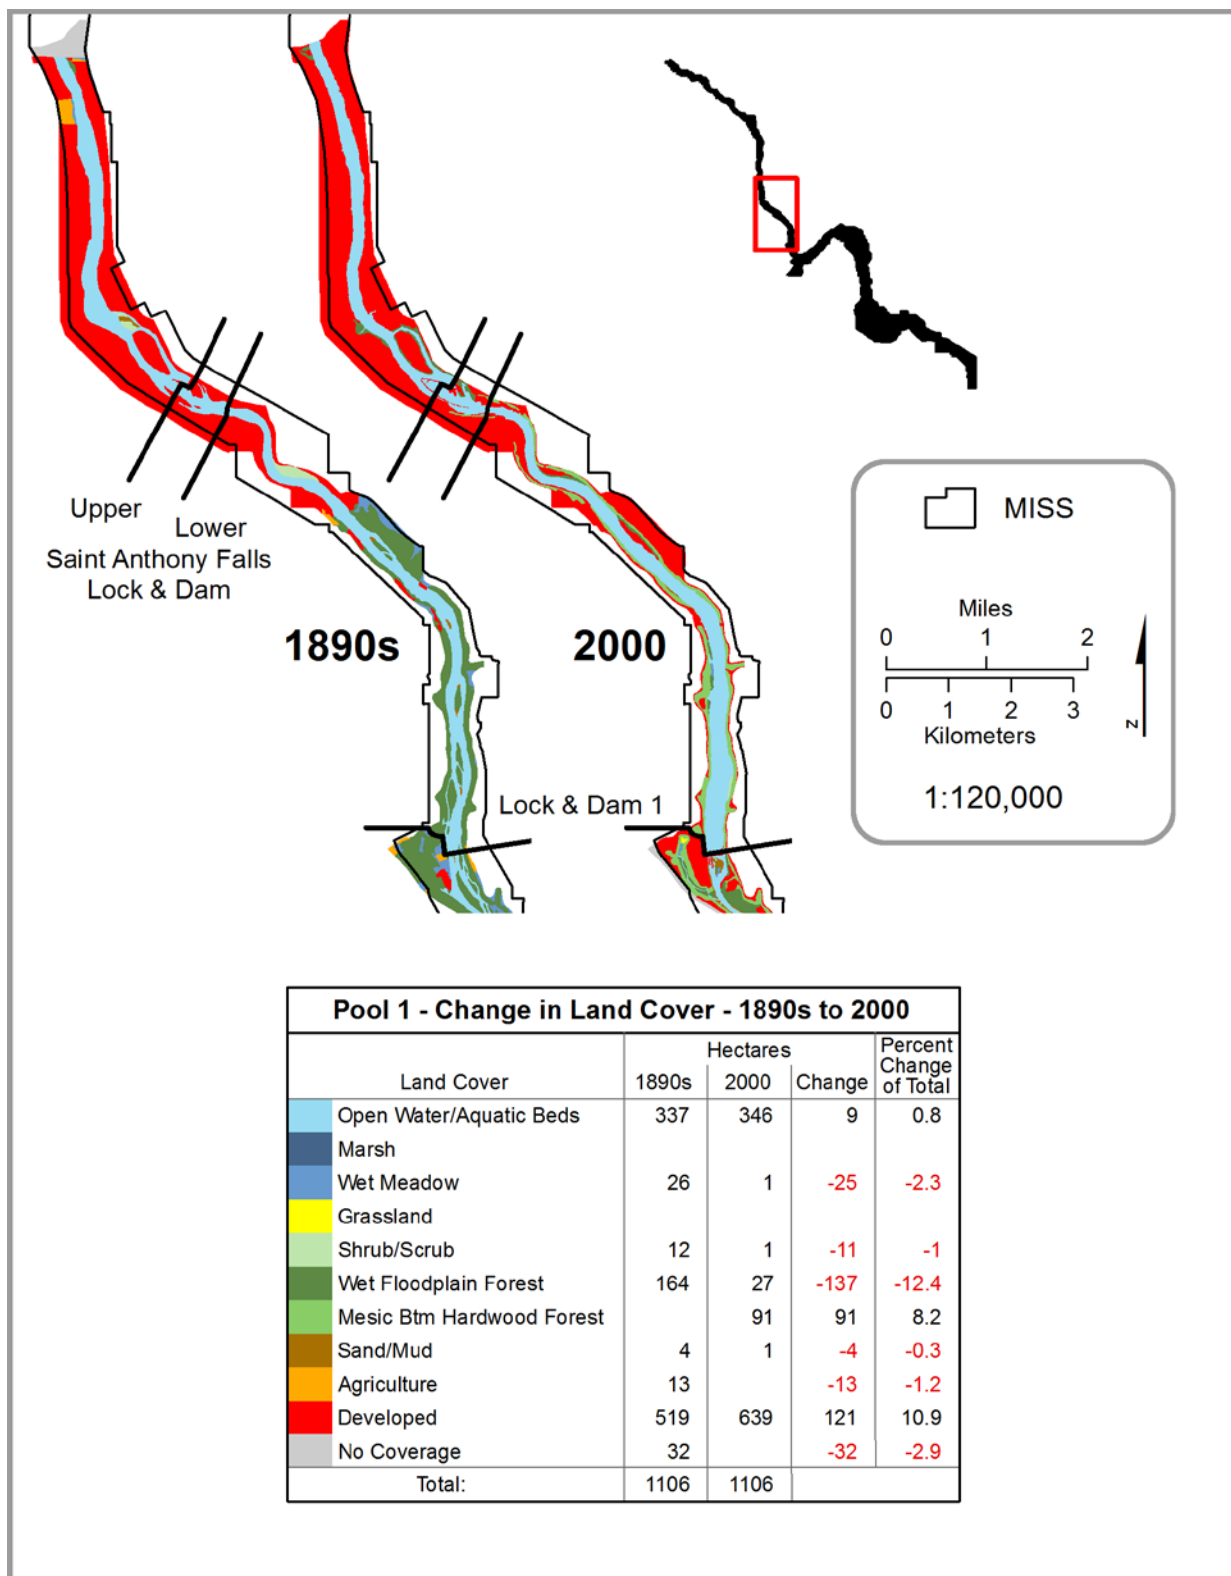 Upper
Lower
Saint Anthony Falls
Lock & Dam
1890s
2000
Lock & Dam 1
MISS
Miles
0 1 2
0 1 2 3
Kilometers
1:120,000
N
Pool 1 - Change in Land Cover - 1890s to 2000
Hectares
Percent
Change
of Total
Land Cover 1890s 2000 Change
Open Water/Aquatic Beds 337 346 9 0.8
Marsh
Wet Meadow 26 1 -25 -2.3
Grassland
Shrub/Scrub 12 1 -11 -1
Wet Floodplain Forest 164 27 -137 -12.4
Mesic Btm Hardwood Forest 91 91 8.2
Sand/Mud 4 1 -4 -0.3
Agriculture 13 -13 -1.2
Developed 519 639 121 10.9
No Coverage 32 -32 -2.9
Total: 1106 1106